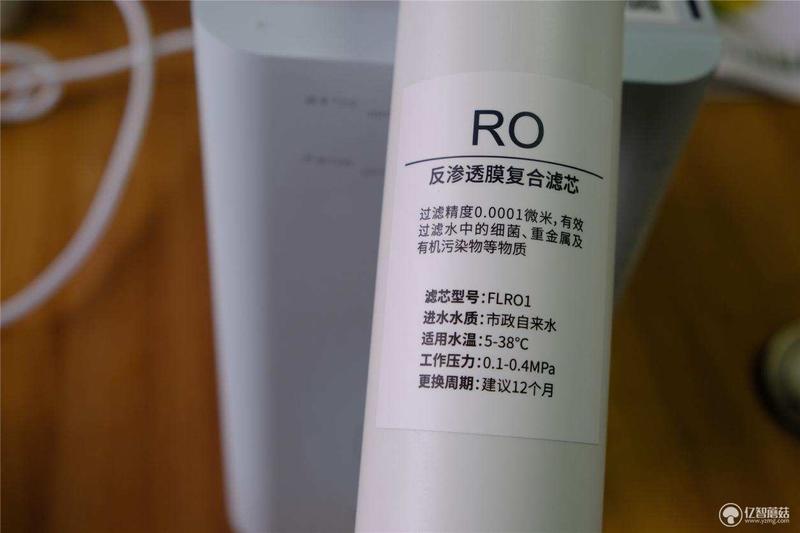 RO
反渗透膜复合滤芯
过滤精度0.0001微米，有效
过滤水中的细菌、重金属及
有机污染物等物质
滤芯型号：FLRO1
进水水质：市政自来水
适用水温：5-38℃
工作压力：0.1-0.4MPa
更换周期：建议12个月
亿智蘑菇
www.yzmg.com